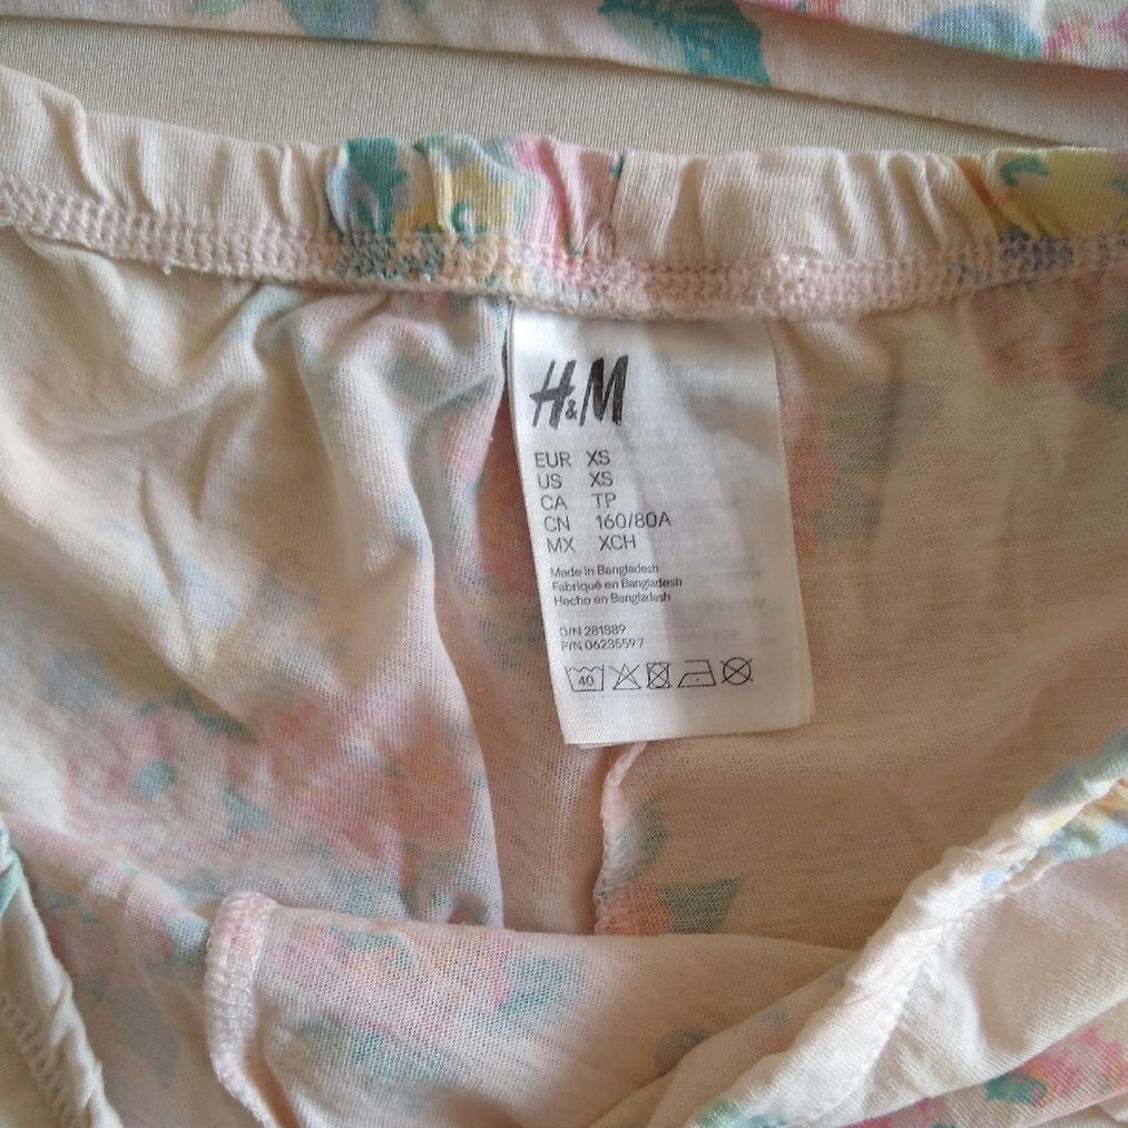 H&M
EUR XS
US XS
CA TP
CN 160/80A
MX XCH
Made in Bangladesh
Fabriqué en Bangladesh
Hecho en Bangladesh
O/N 281889
P/N 06235597
40